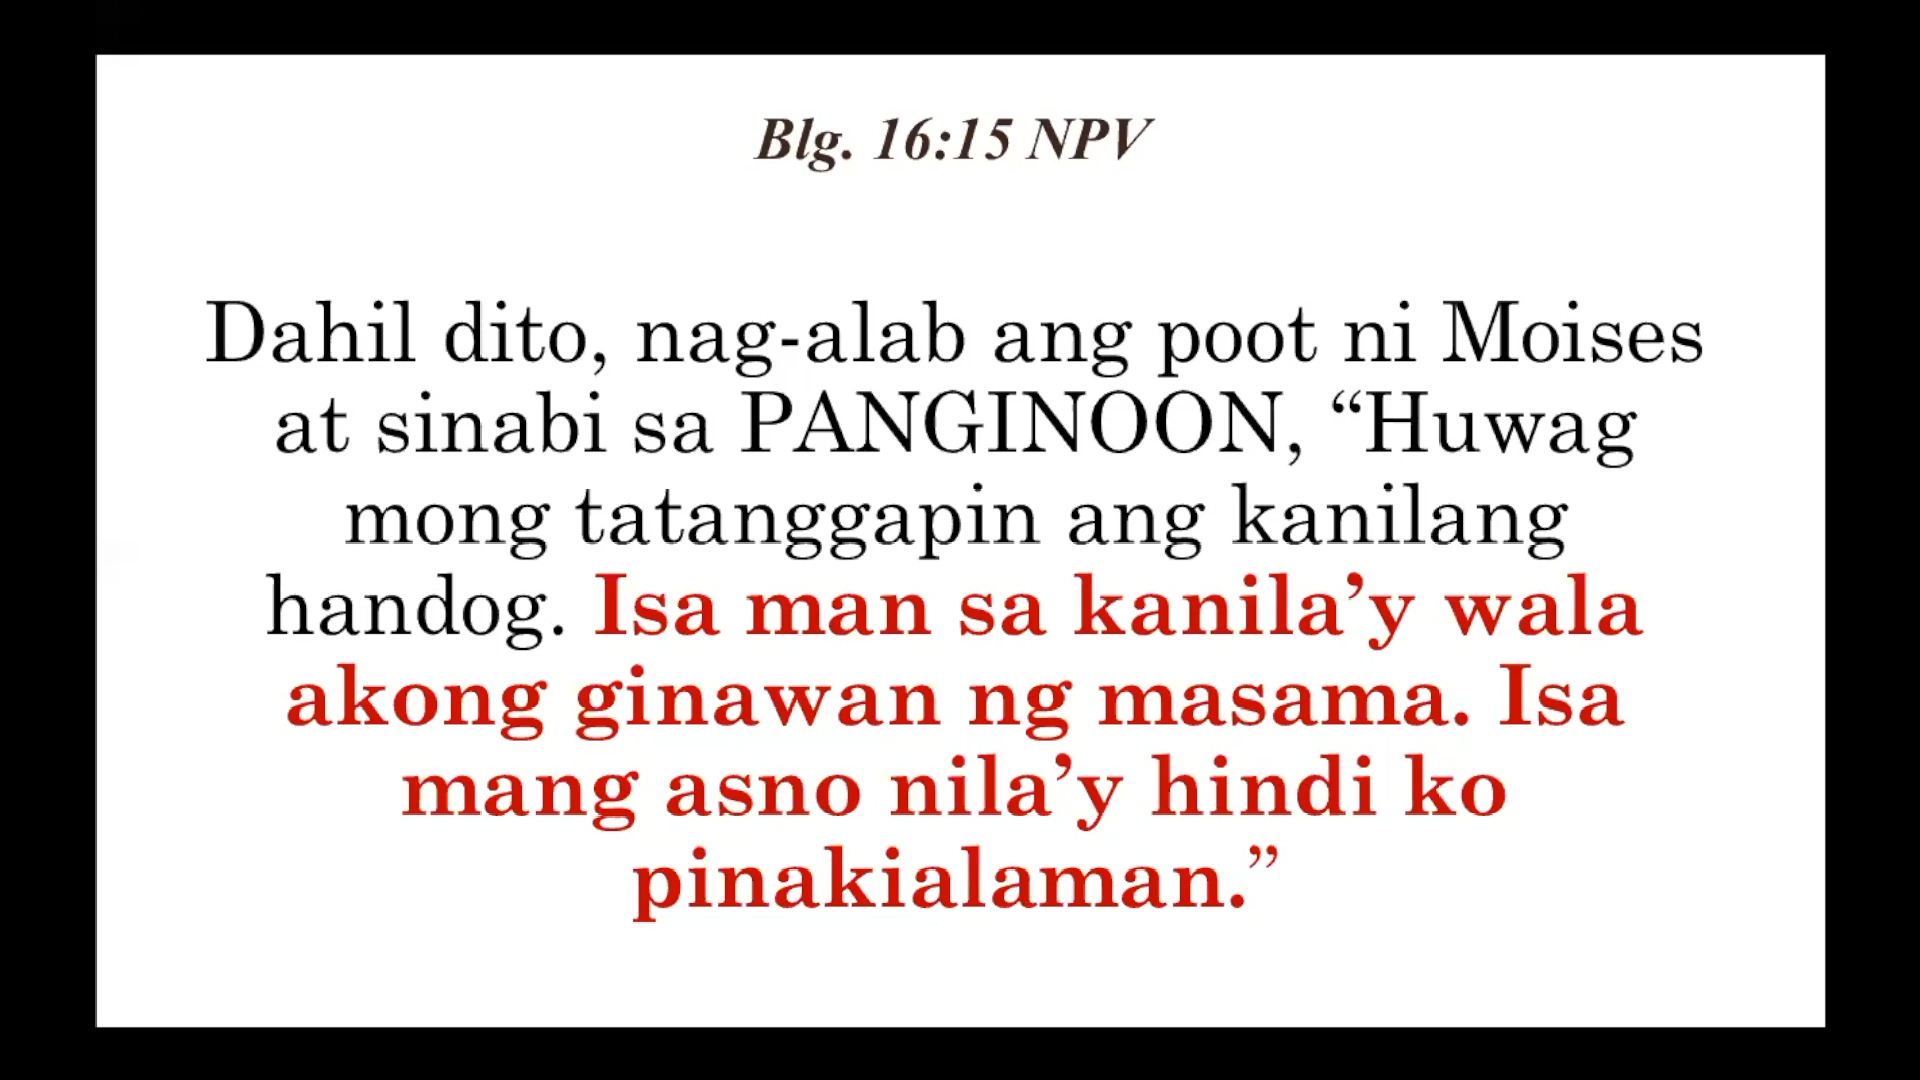 Blg. 16:15 NPV
Dahil dito, nag-alab ang poot ni Moises
at sinabi sa PANGINOON, “Huwag
mong tatanggapin ang kanilang
handog. Isa man sa kanila’y wala
akong ginawan ng masama. Isa
mang asno nila’y hindi ko
pinakialaman.”